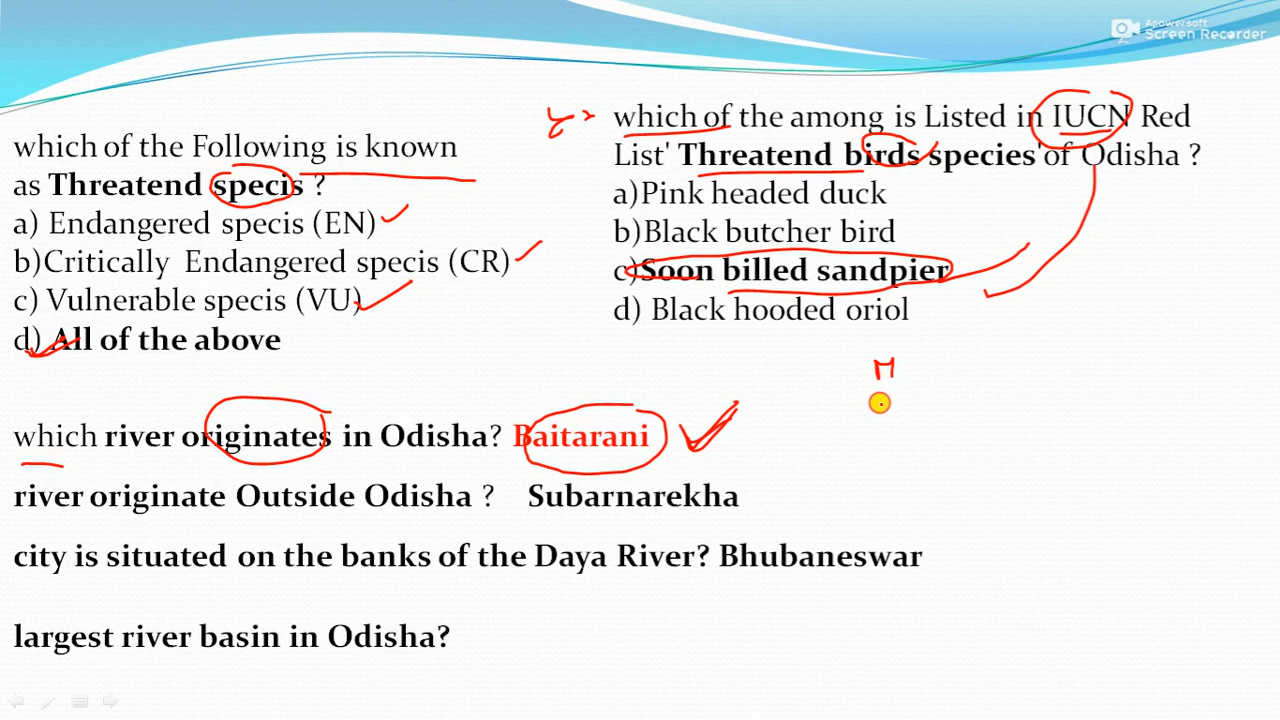 Apowersoft
Screen Recorder
which of the Following is known
as Threatend specis ?
a) Endangered specis (EN)
b)Critically Endangered specis (CR)
c) Vulnerable specis (VU)
d) All of the above
which of the among is Listed in IUCN Red
List' Threatend birds species'of Odisha ?
a)Pink headed duck
b)Black butcher bird
c)Soon billed sandpier
d) Black hooded oriol
M
which river originates in Odisha? Baitarani
river originate Outside Odisha ? Subarnarekha
city is situated on the banks of the Daya River? Bhubaneswar
largest river basin in Odisha?